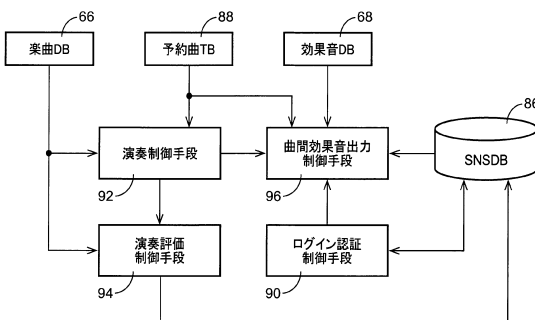 66
88
68
楽曲DB
予約曲TB
効果音DB
86
演奏制御手段
曲間効果音出力
制御手段
SNSDB
92
96
演奏評価
制御手段
ログイン認証
制御手段
94
90